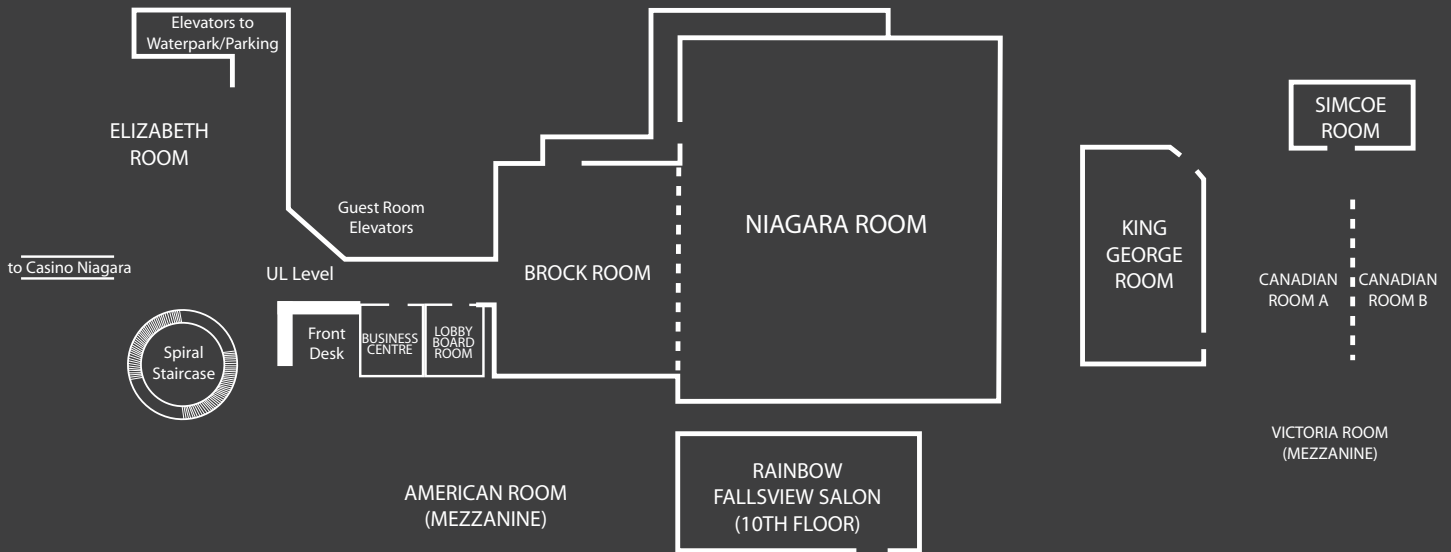 Elevators to
Waterpark/Parking
ELIZABETH
ROOM
Guest Room
Elevators
to Casino Niagara
UL Level
Spiral
Staircase
Front
Desk
BUSINESS
CENTRE
LOBBY
BOARD
ROOM
BROCK ROOM
NIAGARA ROOM
AMERICAN ROOM
(MEZZANINE)
RAINBOW
FALLSVIEW SALON
(10TH FLOOR)
KING
GEORGE
ROOM
SIMCOE
ROOM
CANADIAN
ROOM A
CANADIAN
ROOM B
VICTORIA ROOM
(MEZZANINE)